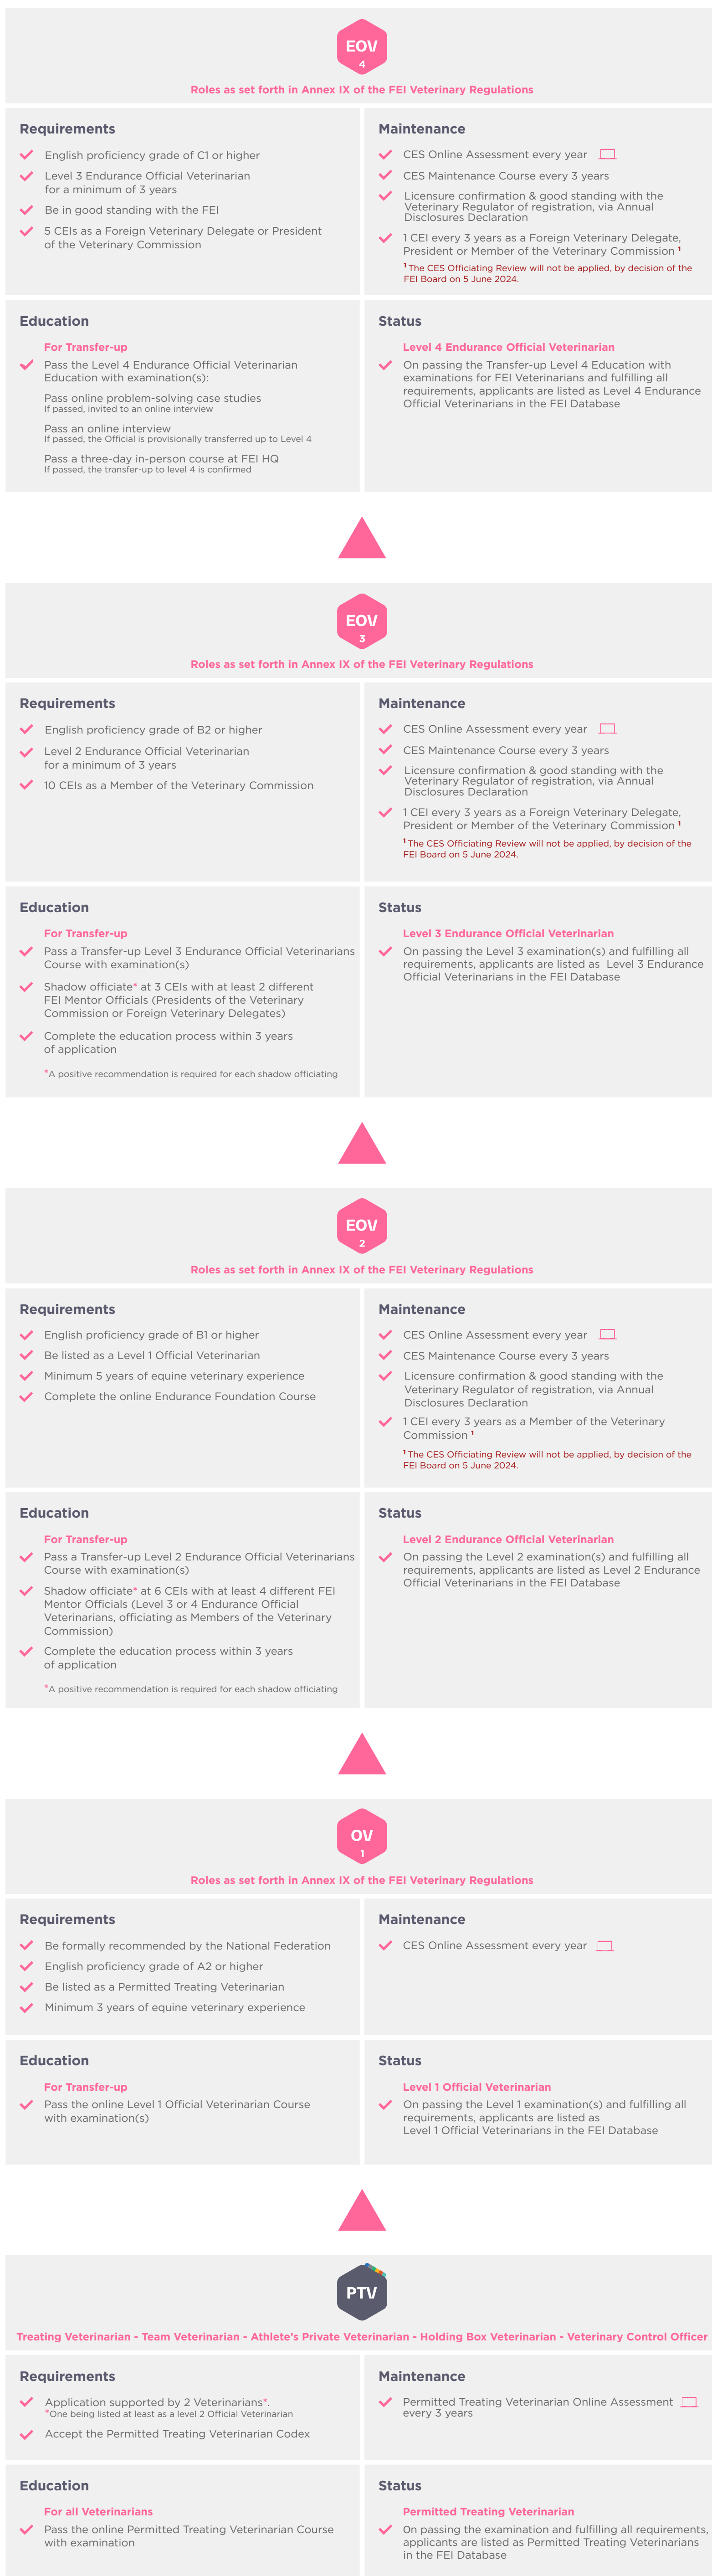 EOV
4
Roles as set forth in Annex IX of the FEI Veterinary Regulations
Requirements
English proficiency grade of C1 or higher
Level 3 Endurance Official Veterinarian
for a minimum of 3 years
Be in good standing with the FEI
5 CEIs as a Foreign Veterinary Delegate or President
of the Veterinary Commission
Maintenance
CES Online Assessment every year
CES Maintenance Course every 3 years
Licensure confirmation & good standing with the
Veterinary Regulator of registration, via Annual
Disclosures Declaration
1 CEI every 3 years as a Foreign Veterinary Delegate,
President or Member of the Veterinary Commission 1
1 The CES Officiating Review will not be applied, by decision of the
FEI Board on 5 June 2024.
Education
For Transfer-up
Pass the Level 4 Endurance Official Veterinarian
Education with examination(s):
Pass online problem-solving case studies
If passed, invited to an online interview
Pass an online interview
If passed, the Official is provisionally transferred up to Level 4
Pass a three-day in-person course at FEI HQ
If passed, the transfer-up to level 4 is confirmed
Status
Level 4 Endurance Official Veterinarian
On passing the Transfer-up Level 4 Education with
examinations for FEI Veterinarians and fulfilling all
requirements, applicants are listed as Level 4 Endurance
Official Veterinarians in the FEI Database
EOV
3
Roles as set forth in Annex IX of the FEI Veterinary Regulations
Requirements
English proficiency grade of B2 or higher
Level 2 Endurance Official Veterinarian
for a minimum of 3 years
10 CEIs as a Member of the Veterinary Commission
Maintenance
CES Online Assessment every year
CES Maintenance Course every 3 years
Licensure confirmation & good standing with the
Veterinary Regulator of registration, via Annual
Disclosures Declaration
1 CEI every 3 years as a Foreign Veterinary Delegate,
President or Member of the Veterinary Commission 1
1 The CES Officiating Review will not be applied, by decision of the
FEI Board on 5 June 2024.
Education
For Transfer-up
Pass a Transfer-up Level 3 Endurance Official Veterinarians
Course with examination(s)
Shadow officiate* at 3 CEIs with at least 2 different
FEI Mentor Officials (Presidents of the Veterinary
Commission or Foreign Veterinary Delegates)
Complete the education process within 3 years
of application
*A positive recommendation is required for each shadow officiating
Status
Level 3 Endurance Official Veterinarian
On passing the Level 3 examination(s) and fulfilling all
requirements, applicants are listed as Level 3 Endurance
Official Veterinarians in the FEI Database
EOV
2
Roles as set forth in Annex IX of the FEI Veterinary Regulations
Requirements
English proficiency grade of B1 or higher
Be listed as a Level 1 Official Veterinarian
Minimum 5 years of equine veterinary experience
Complete the online Endurance Foundation Course
Maintenance
CES Online Assessment every year
CES Maintenance Course every 3 years
Licensure confirmation & good standing with the
Veterinary Regulator of registration, via Annual
Disclosures Declaration
1 CEI every 3 years as a Member of the Veterinary
Commission 1
1 The CES Officiating Review will not be applied, by decision of the
FEI Board on 5 June 2024.
Education
For Transfer-up
Pass a Transfer-up Level 2 Endurance Official Veterinarians
Course with examination(s)
Shadow officiate* at 6 CEIs with at least 4 different FEI
Mentor Officials (Level 3 or 4 Endurance Official
Veterinarians, officiating as Members of the Veterinary
Commission)
Complete the education process within 3 years
of application
*A positive recommendation is required for each shadow officiating
Status
Level 2 Endurance Official Veterinarian
On passing the Level 2 examination(s) and fulfilling all
requirements, applicants are listed as Level 2 Endurance
Official Veterinarians in the FEI Database
OV
1
Roles as set forth in Annex IX of the FEI Veterinary Regulations
Requirements
Be formally recommended by the National Federation
English proficiency grade of A2 or higher
Be listed as a Permitted Treating Veterinarian
Minimum 3 years of equine veterinary experience
Maintenance
CES Online Assessment every year
Education
For Transfer-up
Pass the online Level 1 Official Veterinarian Course
with examination(s)
Status
Level 1 Official Veterinarian
On passing the Level 1 examination(s) and fulfilling all
requirements, applicants are listed as
Level 1 Official Veterinarians in the FEI Database
PTV
Treating Veterinarian - Team Veterinarian - Athlete's Private Veterinarian - Holding Box Veterinarian - Veterinary Control Officer
Requirements
Application supported by 2 Veterinarians*.
*One being listed at least as a level 2 Official Veterinarian
Accept the Permitted Treating Veterinarian Codex
Maintenance
Permitted Treating Veterinarian Online Assessment
every 3 years
Education
For all Veterinarians
Pass the online Permitted Treating Veterinarian Course
with examination
Status
Permitted Treating Veterinarian
On passing the examination and fulfilling all requirements,
applicants are listed as Permitted Treating Veterinarians
in the FEI Database